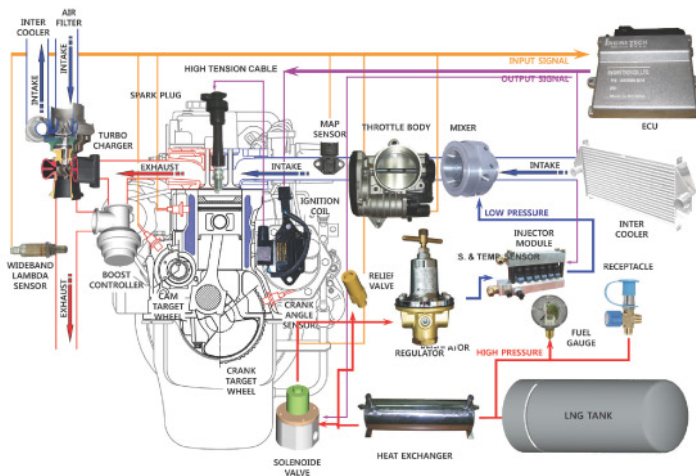 INTER
COOLER
AIR
FILTER
INTAKE
INTAKE
HIGH TENSION CABLE
INPUT SIGNAL
OUTPUT SIGNAL
ECU
SPARK PLUG
MAP
SENSOR
THROTTLE BODY
MIXER
TURBO
CHARGER
EXHAUST
INTAKE
INTAKE
IGNITION
COIL
INTER
COOLER
LOW PRESSURE
INJECTOR
MODULE
S. & TEMP. SENSOR
RECEPTACLE
WIDEBAND
LAMBDA
SENSOR
EXHAUST
BOOST
CONTROLLER
CAM
TARGET
WHEEL
CRANK
ANGLE
SENSOR
RELIEF
VALVE
REGULATOR
FUEL
GAUGE
HIGH PRESSURE
CRANK
TARGET
WHEEL
SOLENOIDE
VALVE
HEAT EXCHANGER
LNG TANK